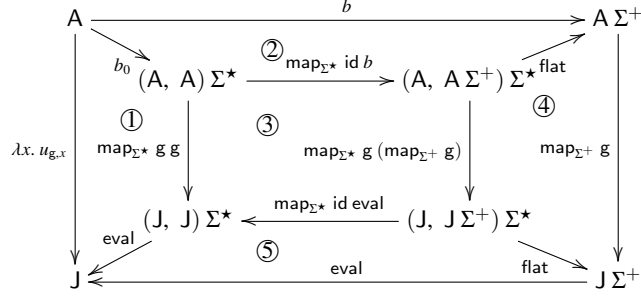 b
A A Σ⁺
b₀ ② flat
(A, A) Σ★ map_Σ★ id b (A, A Σ⁺) Σ★
① ③ ④
λx. u_g,x map_Σ★ g g map_Σ★ g (map_Σ⁺ g) map_Σ⁺ g
(J, J) Σ★ map_Σ★ id eval (J, J Σ⁺) Σ★
eval ⑤ flat
J eval J Σ⁺